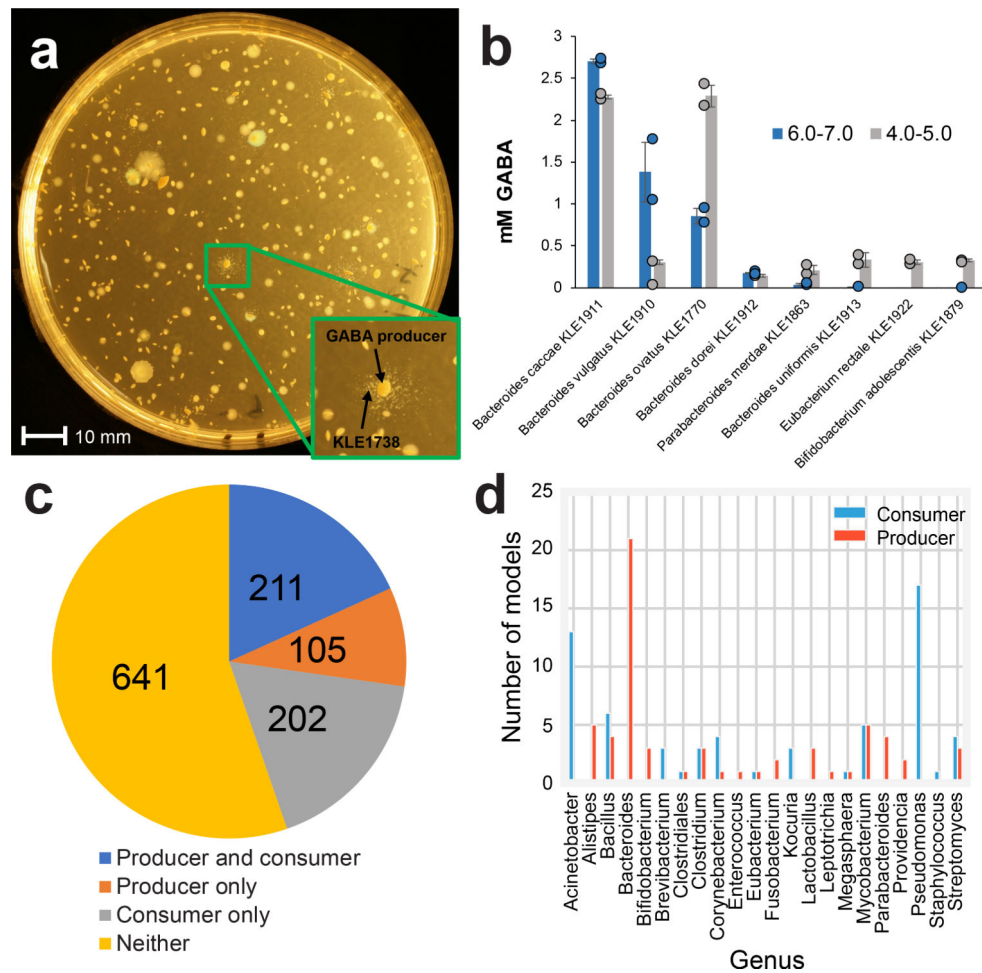 a
GABA producer
KLE1738
10 mm
b
3
2.5
2
1.5
1
0.5
0
mM GABA
6.0-7.0
4.0-5.0
Bacteroides caccae KLE1911
Bacteroides vulgatus KLE1910
Bacteroides ovatus KLE1770
Bacteroides dorei KLE1912
Parabacteroides merdae KLE1863
Bacteroides uniformis KLE1913
Eubacterium rectale KLE1922
Bifidobacterium adolescentis KLE1879
c
211
105
202
641
Producer and consumer
Producer only
Consumer only
Neither
d
25
20
15
10
5
0
Number of models
Consumer
Producer
Acinetobacter
Alistipes
Bacillus
Bacteroides
Bifidobacterium
Brevibacterium
Clostridiales
Clostridium
Corynebacterium
Enterococcus
Eubacterium
Fusobacterium
Kocuria
Lactobacillus
Leptotrichia
Megasphaera
Mycobacterium
Parabacteroides
Providencia
Pseudomonas
Staphylococcus
Streptomyces
Genus